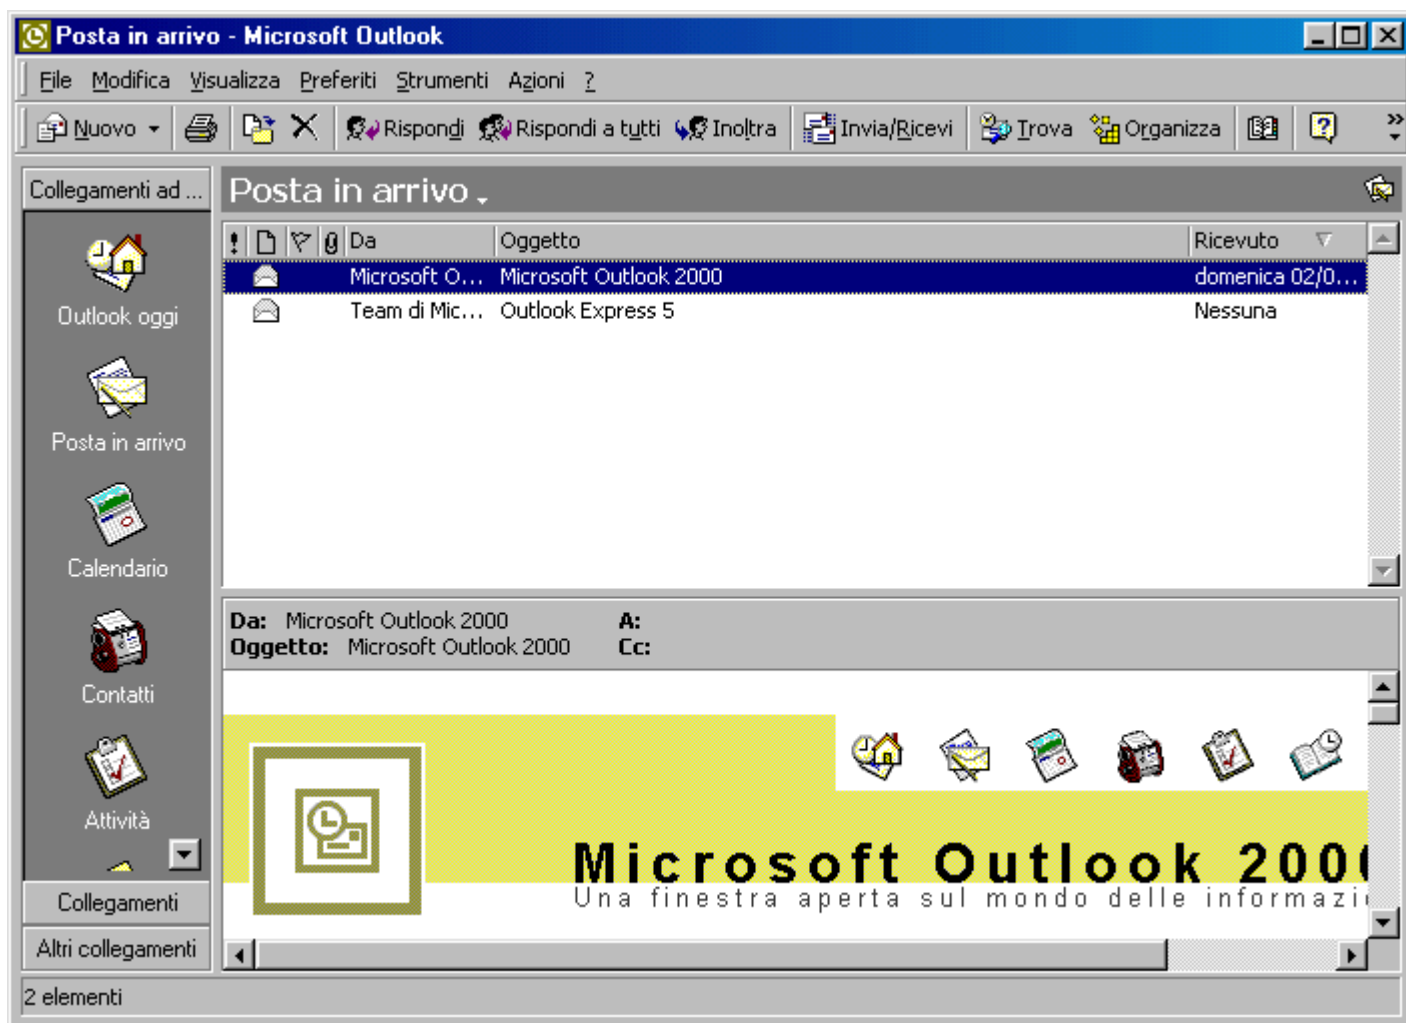 Posta in arrivo - Microsoft Outlook
File Modifica Visualizza Preferiti Strumenti Azioni ?
Nuovo Rispondi Rispondi a tutti Inoltra Invia/Ricevi Trova Organizza
Collegamenti ad ...
Outlook oggi
Posta in arrivo
Calendario
Contatti
Attività
Collegamenti
Altri collegamenti
Posta in arrivo
Da Oggetto Ricevuto
Microsoft O... Microsoft Outlook 2000 domenica 02/0...
Team di Mic... Outlook Express 5 Nessuna
Da: Microsoft Outlook 2000 A:
Oggetto: Microsoft Outlook 2000 Cc:
Microsoft Outlook 2000
Una finestra aperta sul mondo delle informazi
2 elementi